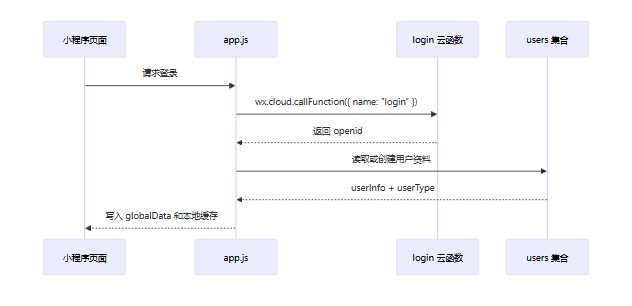 小程序页面
app.js
login 云函数
users 集合
请求登录
wx.cloud.callFunction({ name: "login" })
返回 openid
读取或创建用户资料
userInfo + userType
写入 globalData 和本地缓存
小程序页面
app.js
login 云函数
users 集合